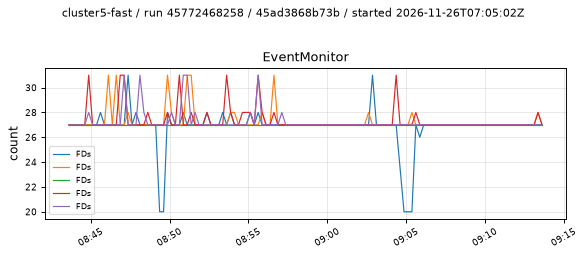 cluster5-fast / run 45772468258 / 45ad3868b73b / started 2026-11-26T07:05:02Z
EventMonitor
count
30
28
26
24
22
20
FDs
FDs
FDs
FDs
FDs
08:45
08:50
08:55
09:00
09:05
09:10
09:15